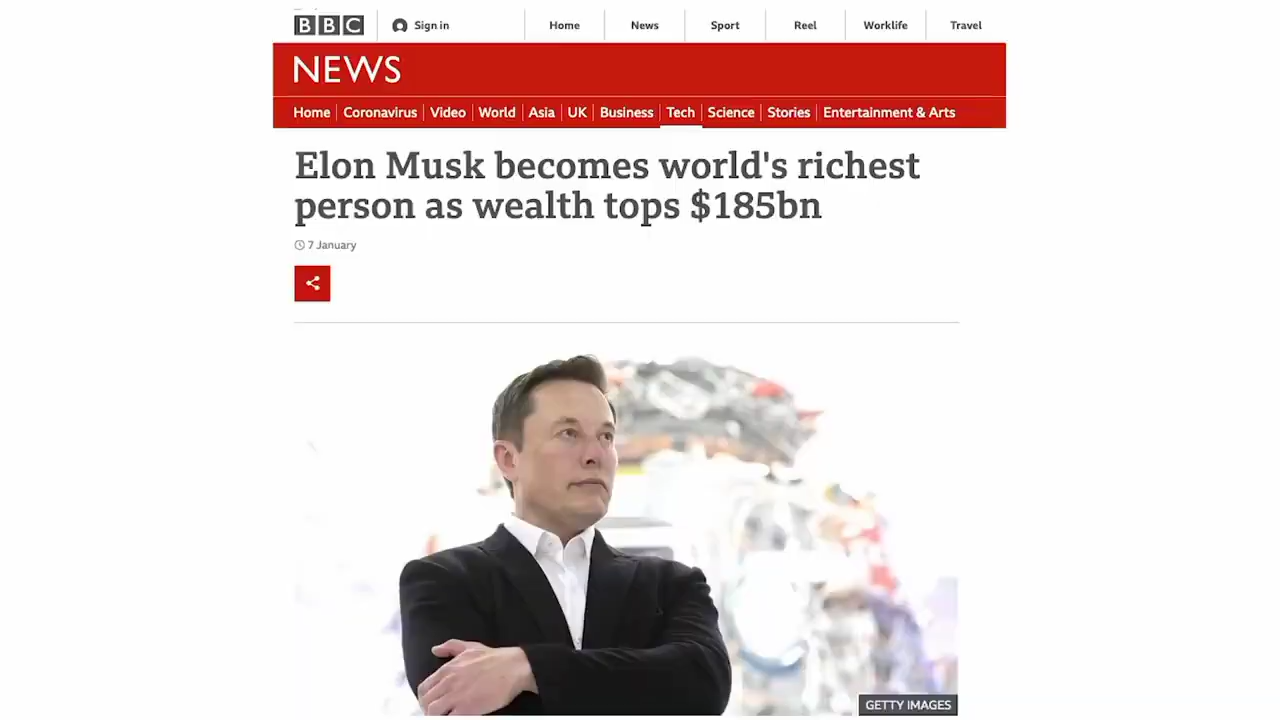 BBC Sign in Home News Sport Reel Worklife Travel
NEWS
Home Coronavirus Video World Asia UK Business Tech Science Stories Entertainment & Arts
Elon Musk becomes world's richest
person as wealth tops $185bn
7 January
GETTY IMAGES